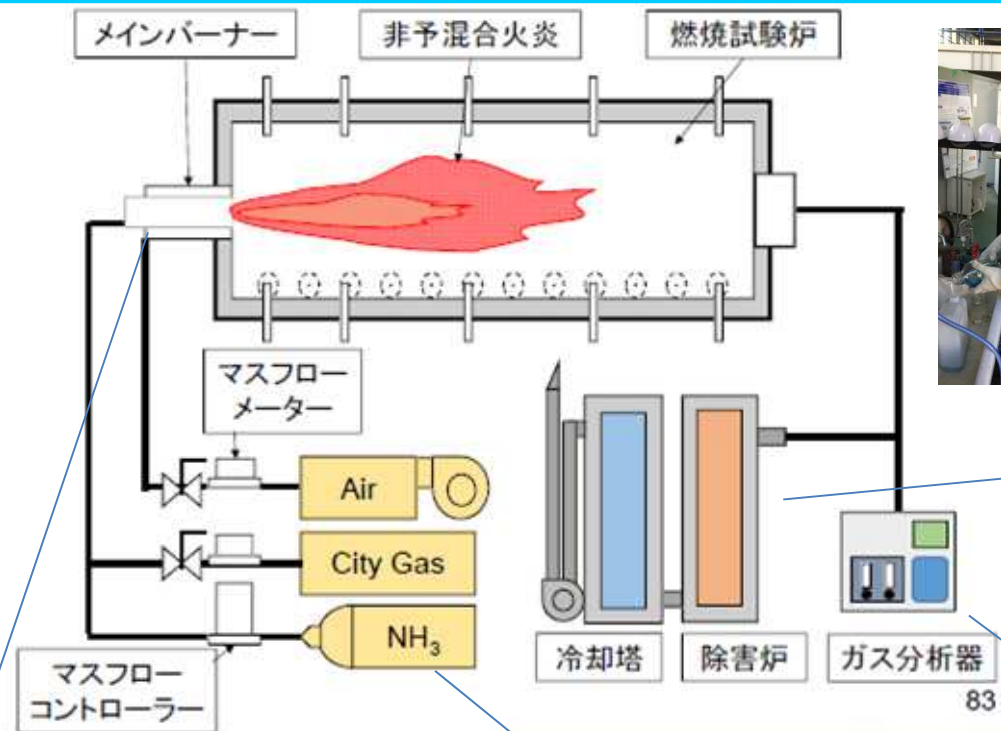 メインバーナー
非予混合火炎
燃焼試験炉
マスフロー
メーター
Air
City Gas
NH₃
マスフロー
コントローラー
冷却塔
除害炉
ガス分析器
83